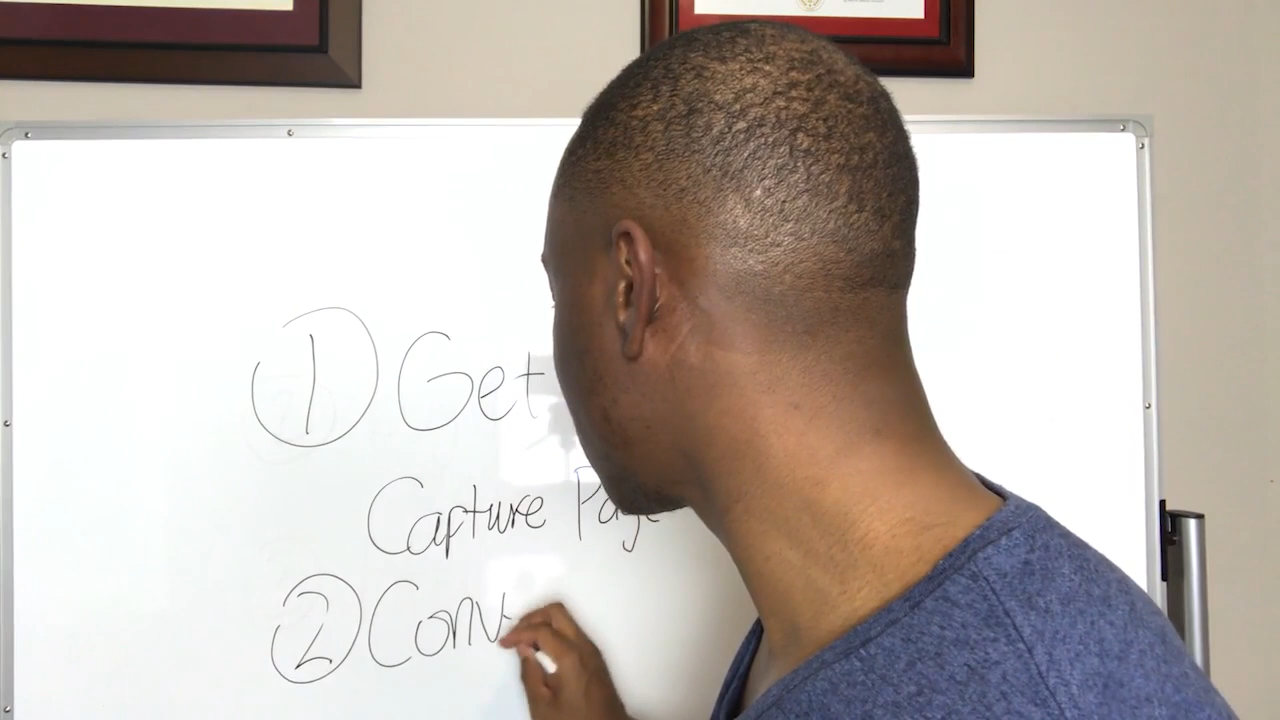 ① Get
Capture Page
② Conv